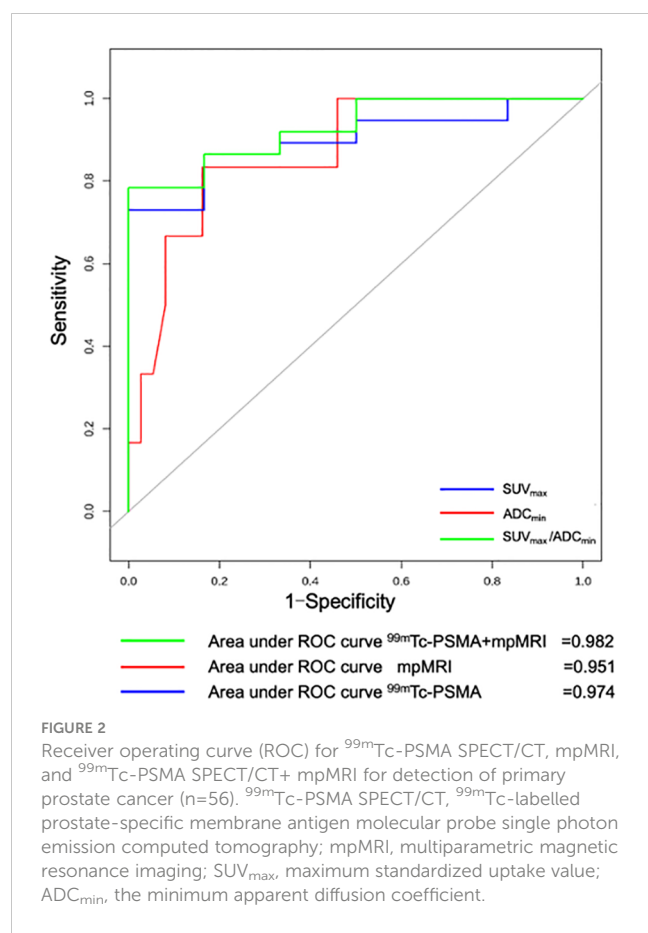 1.0
0.8
0.6
0.4
0.2
0.0
Sensitivity
SUVmax
ADCmin
SUVmax/ADCmin
0.0 0.2 0.4 0.6 0.8 1.0
1-Specificity
Area under ROC curve 99mTc-PSMA+mpMRI =0.982
Area under ROC curve mpMRI =0.951
Area under ROC curve 99mTc-PSMA =0.974
FIGURE 2
Receiver operating curve (ROC) for 99mTc-PSMA SPECT/CT, mpMRI,
and 99mTc-PSMA SPECT/CT+ mpMRI for detection of primary
prostate cancer (n=56). 99mTc-PSMA SPECT/CT, 99mTc-labelled
prostate-specific membrane antigen molecular probe single photon
emission computed tomography; mpMRI, multiparametric magnetic
resonance imaging; SUVmax, maximum standardized uptake value;
ADCmin, the minimum apparent diffusion coefficient.